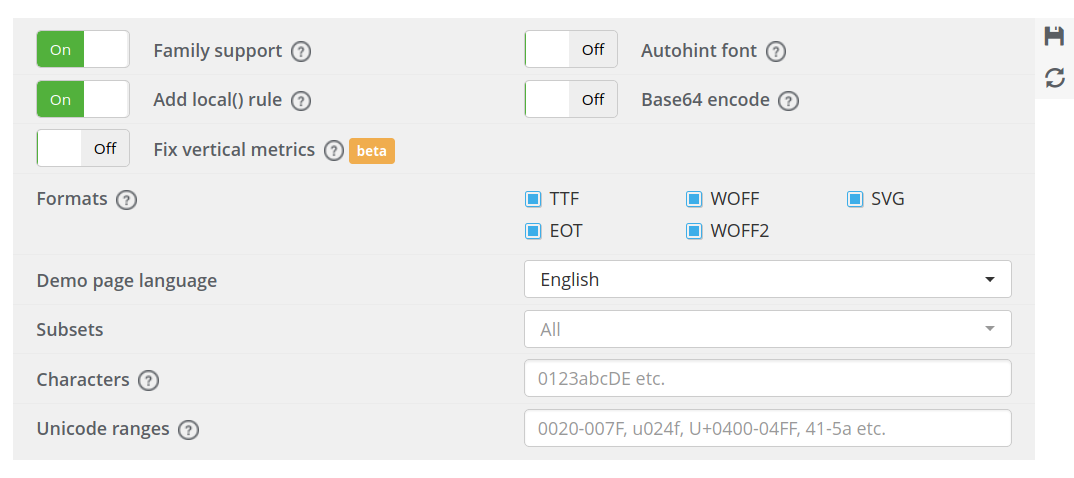 On Family support ? Off Autohint font ?
On Add local() rule ? Off Base64 encode ?
Off Fix vertical metrics ? beta
Formats ? TTF WOFF SVG
EOT WOFF2
Demo page language English
Subsets All
Characters ? 0123abcDE etc.
Unicode ranges ? 0020-007F, u024f, U+0400-04FF, 41-5a etc.